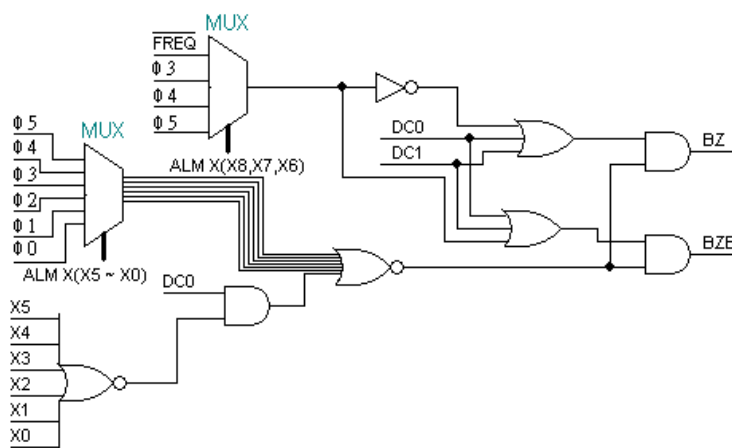 MUX
FREQ
Φ3
Φ4
Φ5
ALM X(X8,X7,X6)
MUX
Φ5
Φ4
Φ3
Φ2
Φ1
Φ0
ALM X(X5 ~ X0)
DC0
DC1
BZ
BZB
DC0
X5
X4
X3
X2
X1
X0